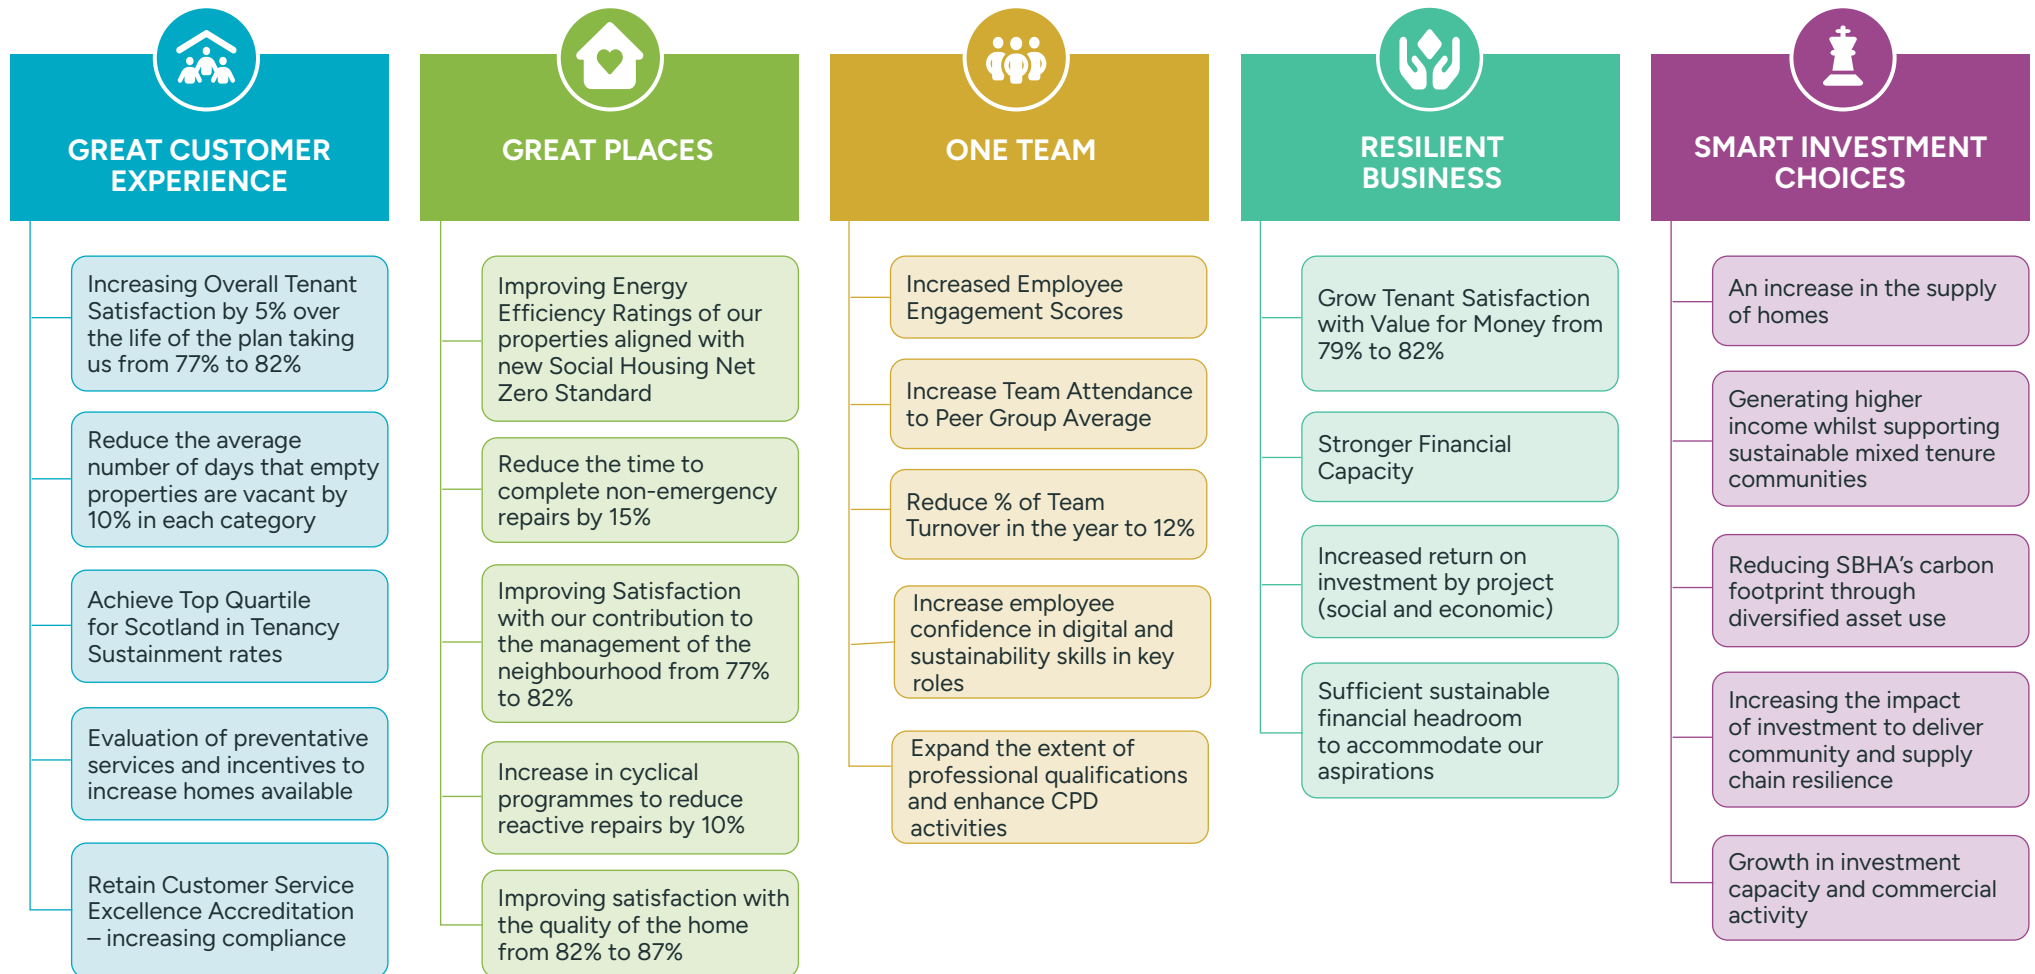 GREAT CUSTOMER
EXPERIENCE
Increasing Overall Tenant
Satisfaction by 5% over
the life of the plan taking
us from 77% to 82%
Reduce the average
number of days that empty
properties are vacant by
10% in each category
Achieve Top Quartile
for Scotland in Tenancy
Sustainment rates
Evaluation of preventative
services and incentives to
increase homes available
Retain Customer Service
Excellence Accreditation
– increasing compliance
GREAT PLACES
Improving Energy
Efficiency Ratings of our
properties aligned with
new Social Housing Net
Zero Standard
Reduce the time to
complete non-emergency
repairs by 15%
Improving Satisfaction
with our contribution to
the management of the
neighbourhood from 77%
to 82%
Increase in cyclical
programmes to reduce
reactive repairs by 10%
Improving satisfaction with
the quality of the home
from 82% to 87%
ONE TEAM
Increased Employee
Engagement Scores
Increase Team Attendance
to Peer Group Average
Reduce % of Team
Turnover in the year to 12%
Increase employee
confidence in digital and
sustainability skills in key
roles
Expand the extent of
professional qualifications
and enhance CPD
activities
RESILIENT
BUSINESS
Grow Tenant Satisfaction
with Value for Money from
79% to 82%
Stronger Financial
Capacity
Increased return on
investment by project
(social and economic)
Sufficient sustainable
financial headroom
to accommodate our
aspirations
SMART INVESTMENT
CHOICES
An increase in the supply
of homes
Generating higher
income whilst supporting
sustainable mixed tenure
communities
Reducing SBHA’s carbon
footprint through
diversified asset use
Increasing the impact
of investment to deliver
community and supply
chain resilience
Growth in investment
capacity and commercial
activity